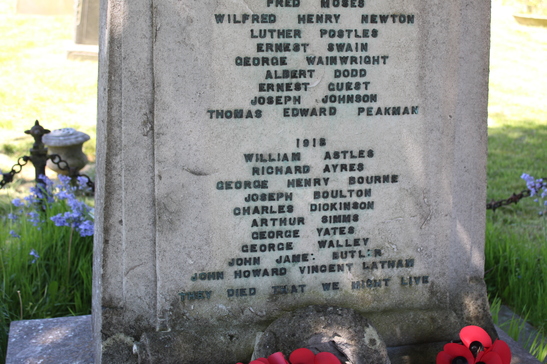 FRED MOSES
WILFRED HENRY NEWTON
LUTHER POSTLES
ERNEST SWAIN
GEORGE WAINWRIGHT
ALBERT DODD
ERNEST GUEST
JOSEPH JOHNSON
THOMAS EDWARD PEAKMAN
1918
WILLIAM ASTLES
RICHARD AYRES
GEORGE HENRY BOURNE
JOSEPH BOULTON
CHARLES DICKINSON
ARTHUR SIMMS
GEORGE YATES
GEORGE WALLEY
JOHN JAMES BUTLER
JOHN HOWARD VINCENT LATHAM
THEY DIED THAT WE MIGHT LIVE